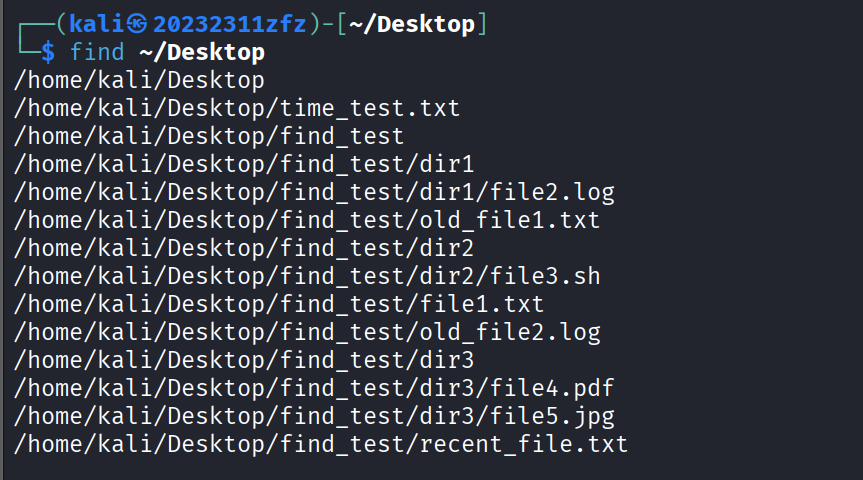 ┌──(kali㉿20232311zfz)-[~/Desktop]
└─$ find ~/Desktop
/home/kali/Desktop
/home/kali/Desktop/time_test.txt
/home/kali/Desktop/find_test
/home/kali/Desktop/find_test/dir1
/home/kali/Desktop/find_test/dir1/file2.log
/home/kali/Desktop/find_test/old_file1.txt
/home/kali/Desktop/find_test/dir2
/home/kali/Desktop/find_test/dir2/file3.sh
/home/kali/Desktop/find_test/file1.txt
/home/kali/Desktop/find_test/old_file2.log
/home/kali/Desktop/find_test/dir3
/home/kali/Desktop/find_test/dir3/file4.pdf
/home/kali/Desktop/find_test/dir3/file5.jpg
/home/kali/Desktop/find_test/recent_file.txt